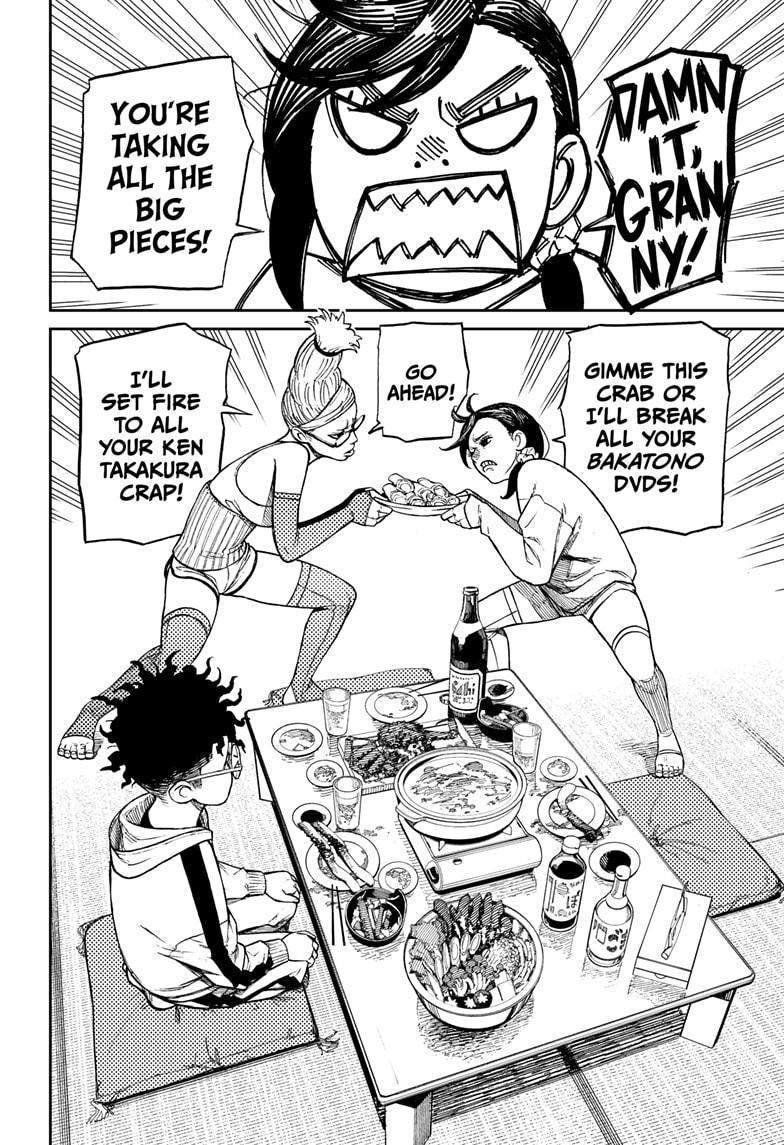 DAMN
IT,
GRAN
NY!
YOU'RE
TAKING
ALL THE
BIG
PIECES!
GIMME THIS
CRAB OR
I'LL BREAK
ALL YOUR
BAKATONO
DVDS!
GO
AHEAD!
I'LL
SET FIRE
TO ALL
YOUR KEN
TAKAKURA
CRAP!